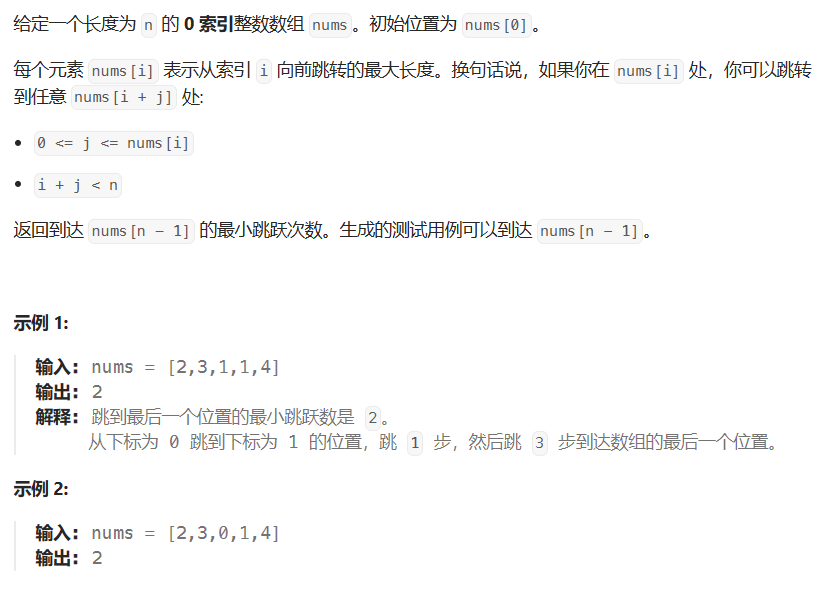 给定一个长度为 n 的 0 索引整数数组 nums。初始位置为 nums[0]。
每个元素 nums[i] 表示从索引 i 向前跳转的最大长度。换句话说，如果你在 nums[i] 处，你可以跳转
到任意 nums[i + j] 处:
• 0 <= j <= nums[i]
• i + j < n
返回到达 nums[n - 1] 的最小跳跃次数。生成的测试用例可以到达 nums[n - 1]。
示例 1:
输入: nums = [2,3,1,1,4]
输出: 2
解释: 跳到最后一个位置的最小跳跃数是 2。
从下标为 0 跳到下标为 1 的位置，跳 1 步，然后跳 3 步到达数组的最后一个位置。
示例 2:
输入: nums = [2,3,0,1,4]
输出: 2